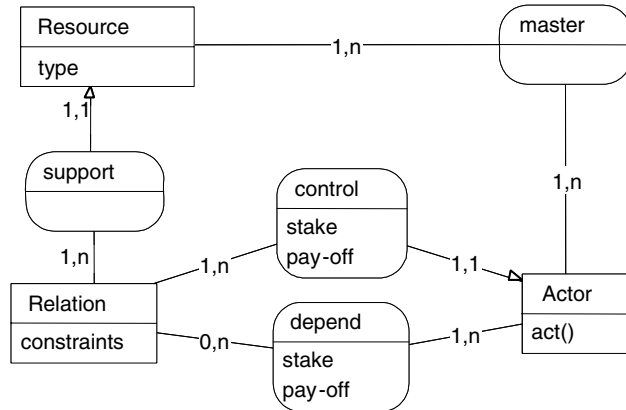 Resource
type
1,n
master
1,1
support
1,n
1,n
control
stake
pay-off
1,n
1,1
Relation
constraints
Actor
act()
0,n
depend
stake
pay-off
1,n